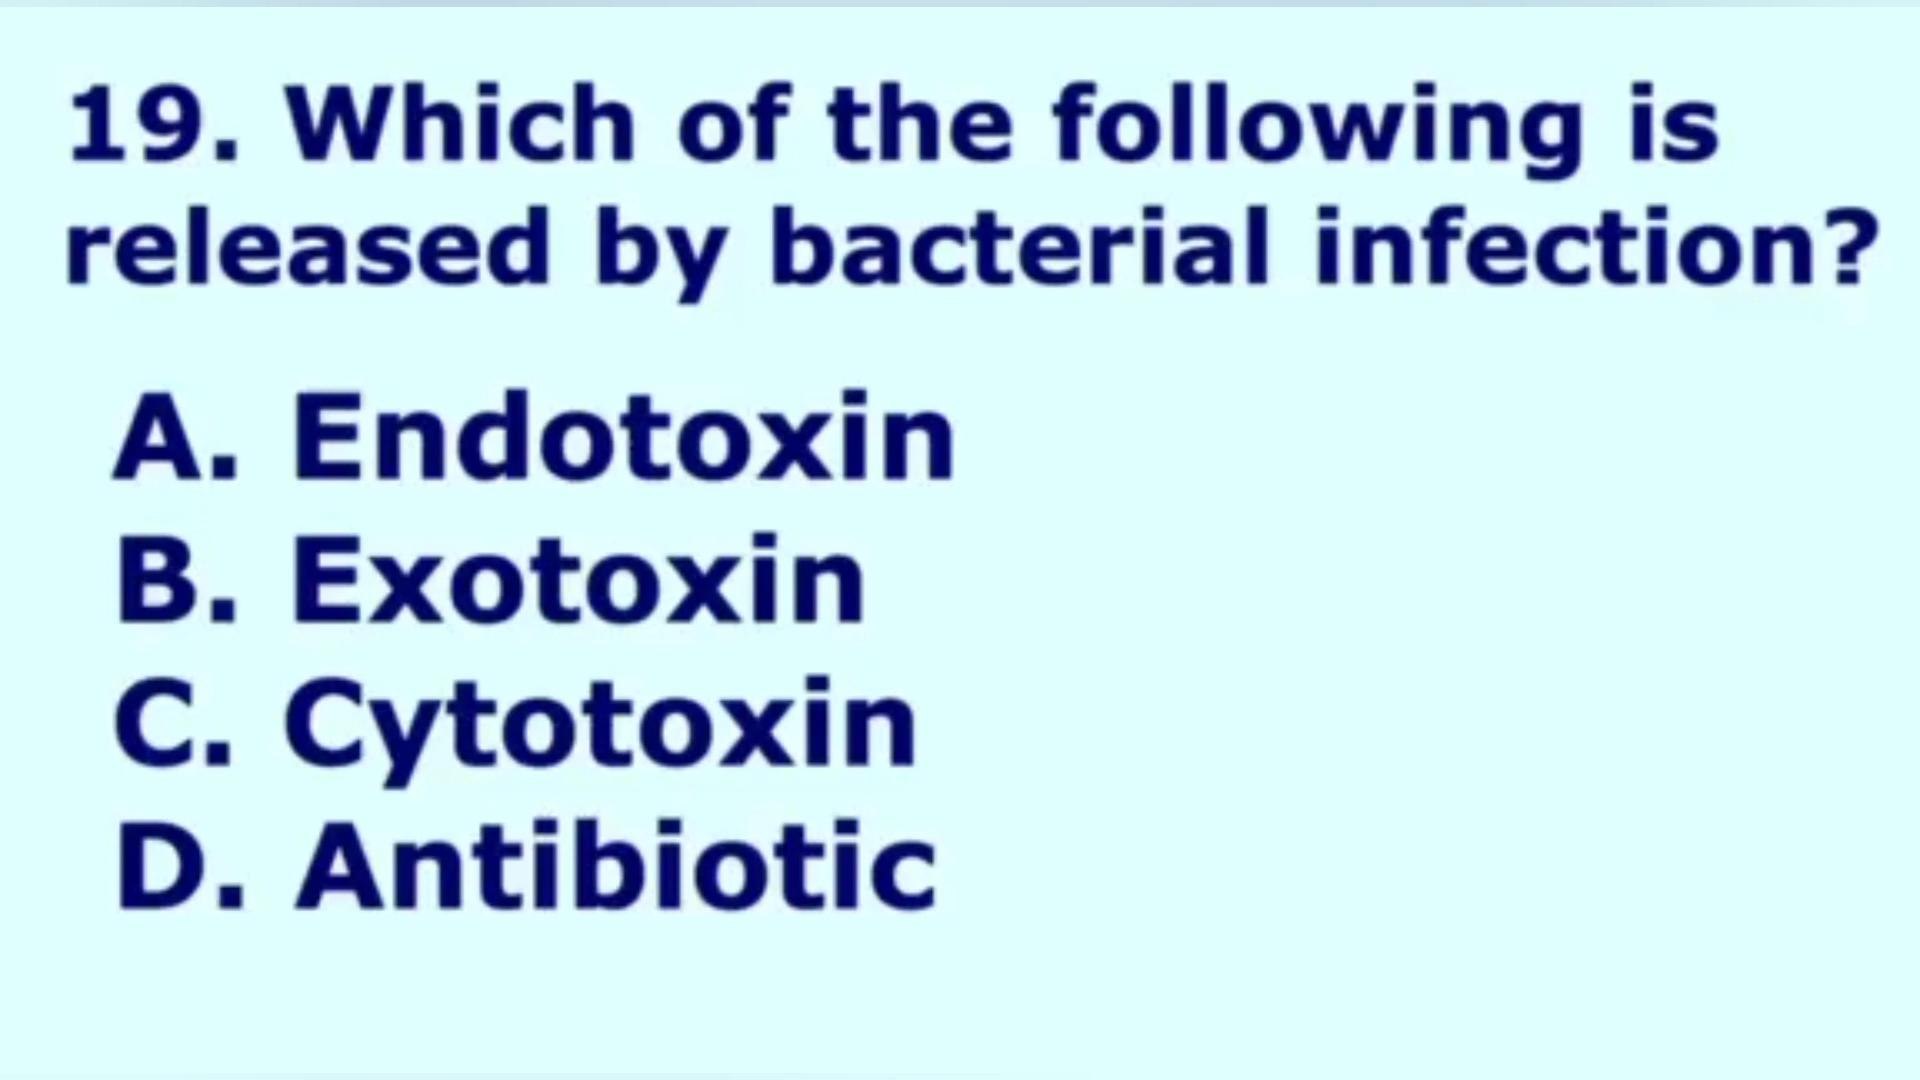 19. Which of the following is
released by bacterial infection?
A. Endotoxin
B. Exotoxin
C. Cytotoxin
D. Antibiotic